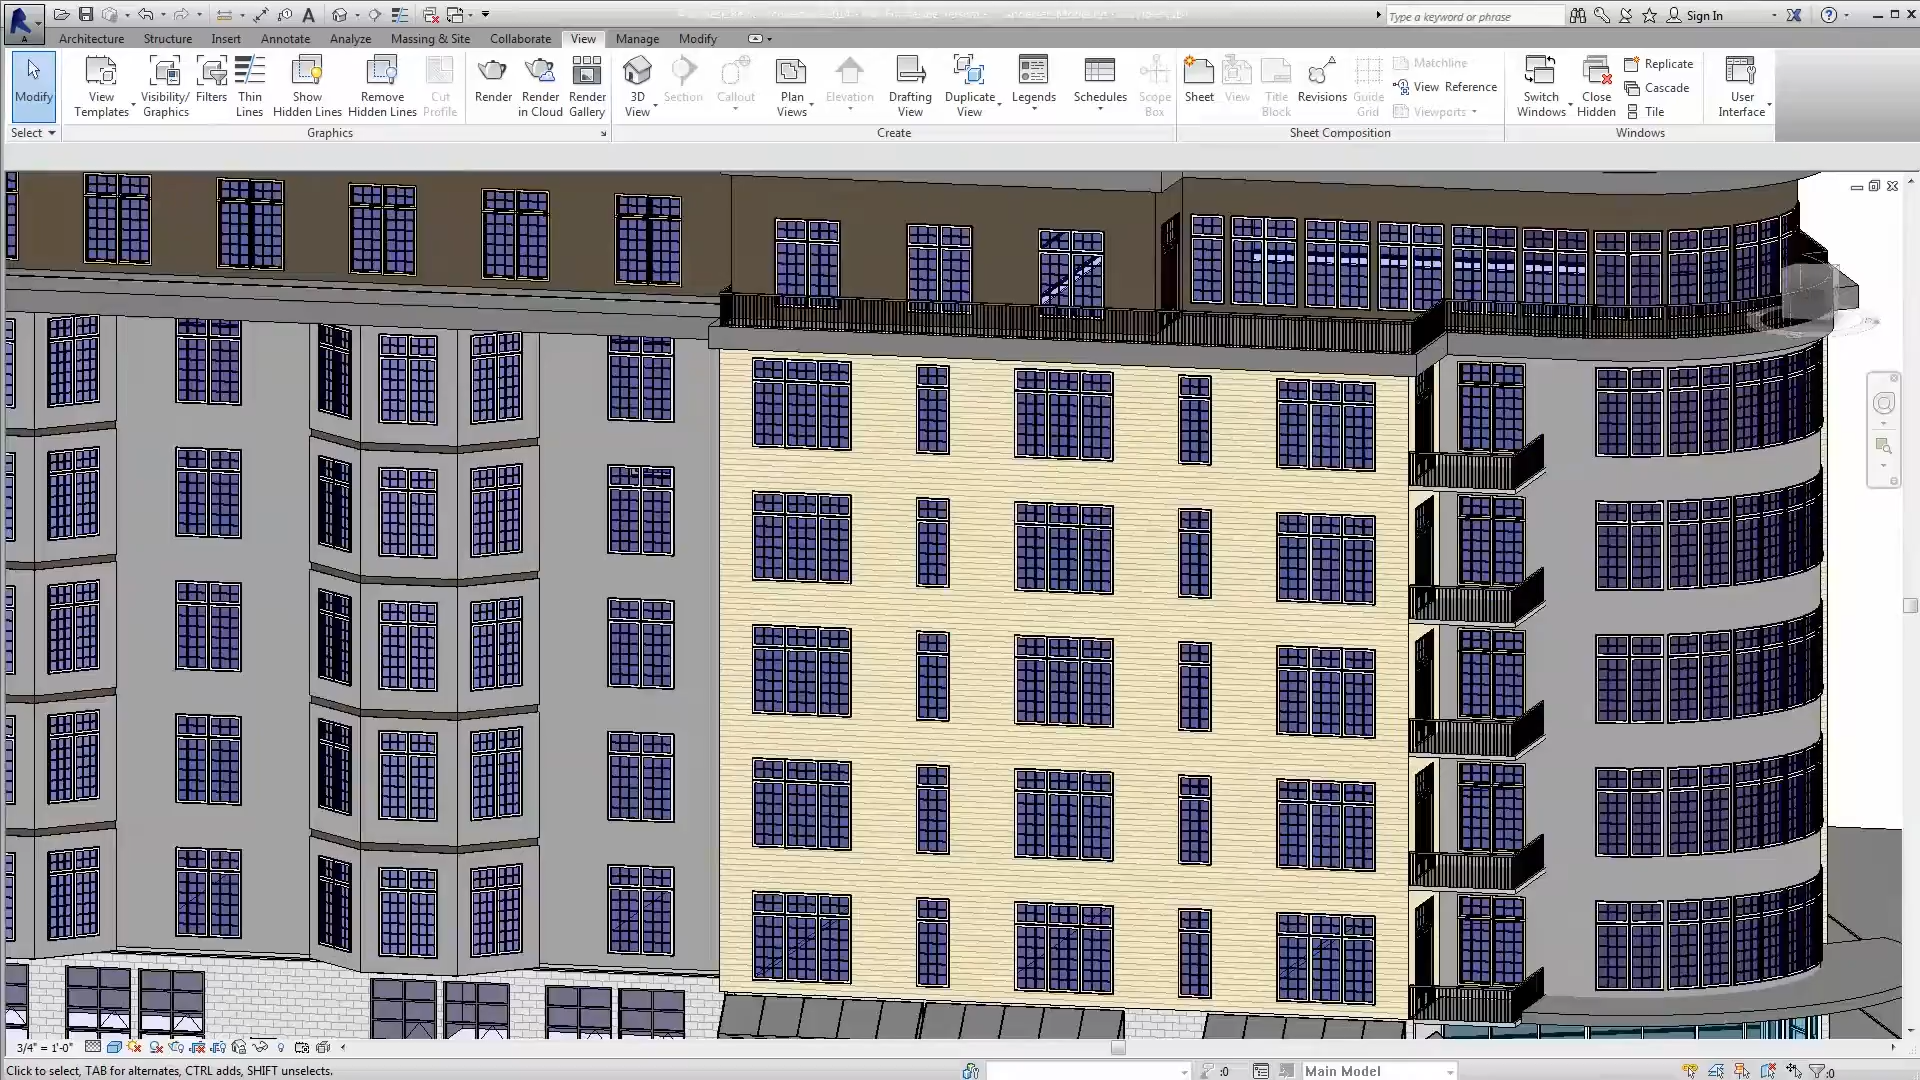 Type a keyword or phrase
Sign In
Architecture Structure Insert Annotate Analyze Massing & Site Collaborate View Manage Modify
Modify
View Templates
Visibility/ Graphics
Filters
Thin Lines
Show Hidden Lines
Remove Hidden Lines
Cut Profile
Render
Render in Cloud
Render Gallery
3D View
Section
Callout
Plan Views
Elevation
Drafting View
Duplicate View
Legends
Schedules
Scope Box
Sheet
View
Title Block
Revisions
Guide Grid
Matchline
View Reference
Viewports
Switch Windows
Close Hidden
Replicate
Cascade
Tile
User Interface
Select Graphics Create Sheet Composition Windows
3/4" = 1'-0"
Click to select, TAB for alternates, CTRL adds, SHIFT unselects.
:0
Main Model
:0